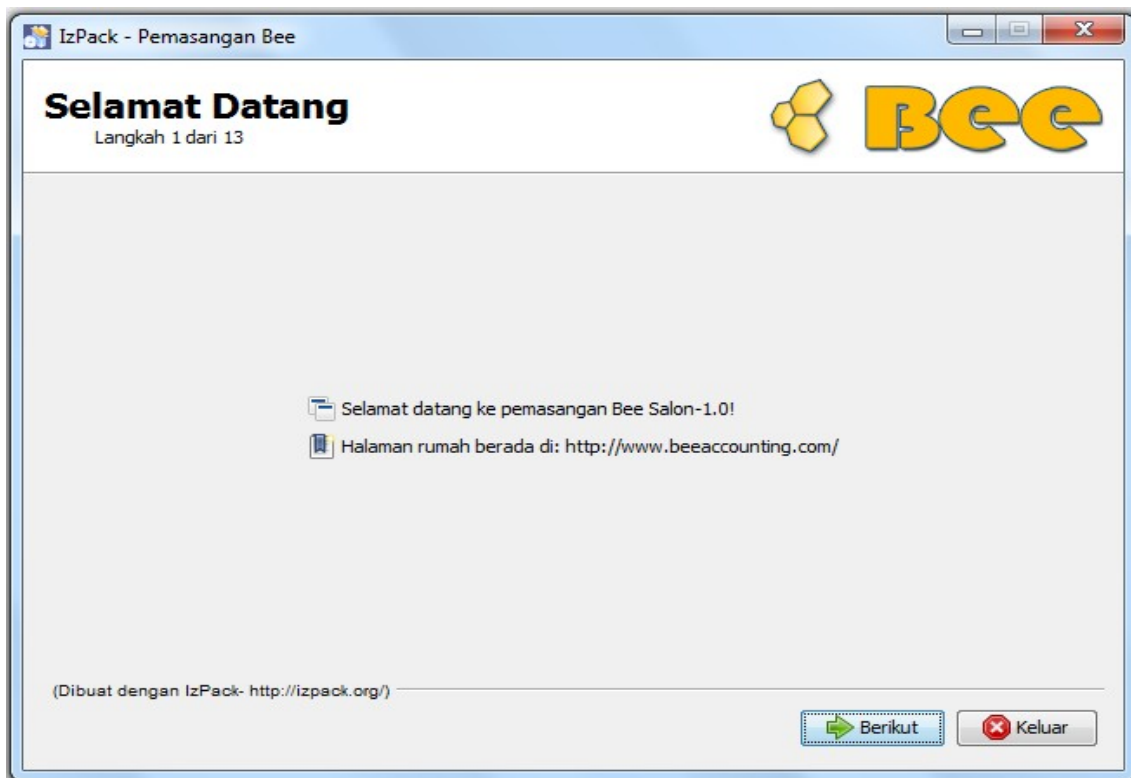 IzPack - Pemasangan Bee
Selamat Datang
Langkah 1 dari 13
Bee
Selamat datang ke pemasangan Bee Salon-1.0!
Halaman rumah berada di: http://www.beeaccounting.com/
(Dibuat dengan IzPack- http://izpack.org/)
Berikut
Keluar